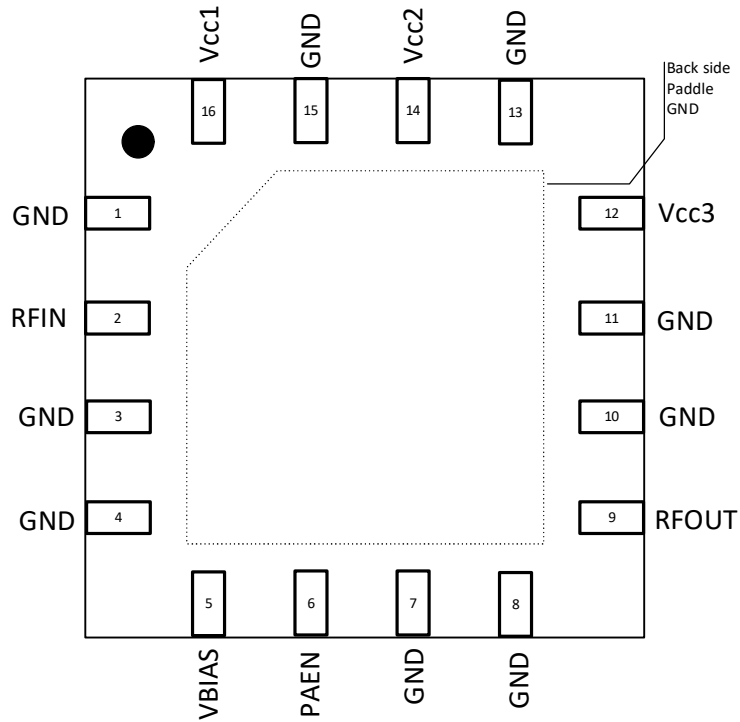 Vcc1
GND
Vcc2
GND
16
15
14
13
Back side
Paddle
GND
GND
1
12
Vcc3
RFIN
2
11
GND
GND
3
10
GND
GND
4
9
RFOUT
5
6
7
8
VBIAS
PAEN
GND
GND